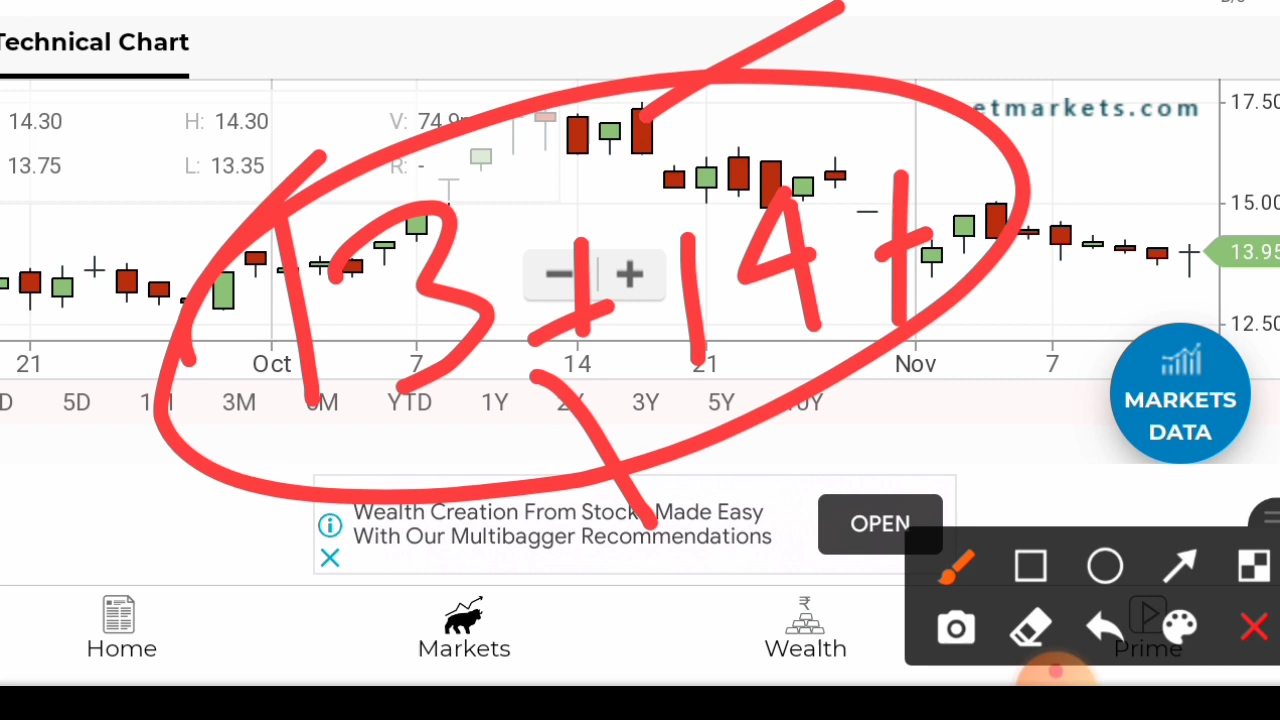 Technical Chart
etmarkets.com
17.50
14.30 H: 14.30 V:
13.75 L: 13.35 R: -
15.00
13 + 14 +
13.95
12.50
21 Oct 7 14 21 Nov 7
5D 3M YTD 1Y 3Y 5Y
MARKETS
DATA
Wealth Creation From Stocks Made Easy
With Our Multibagger Recommendations
OPEN
Home Markets Wealth Prime